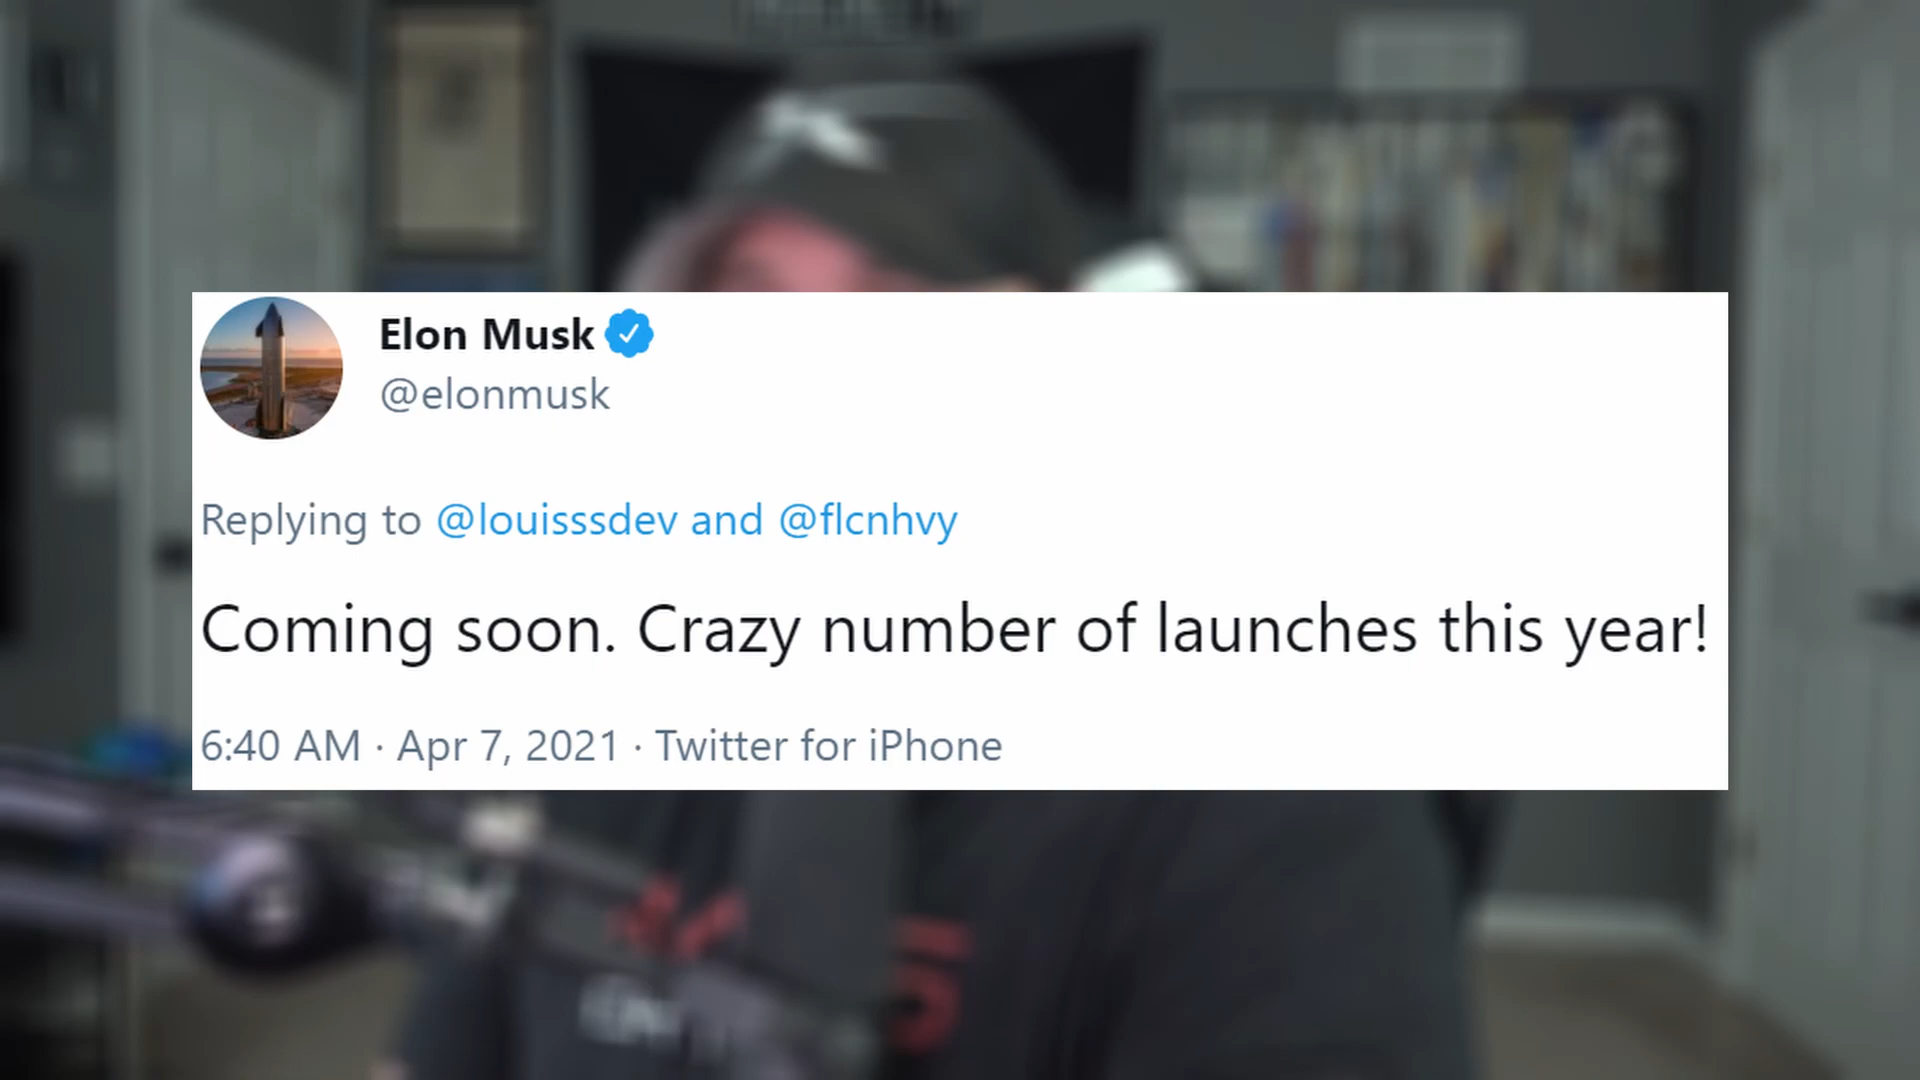 Elon Musk
@elonmusk
Replying to @louisssdev and @flcnhvy
Coming soon. Crazy number of launches this year!
6:40 AM · Apr 7, 2021 · Twitter for iPhone